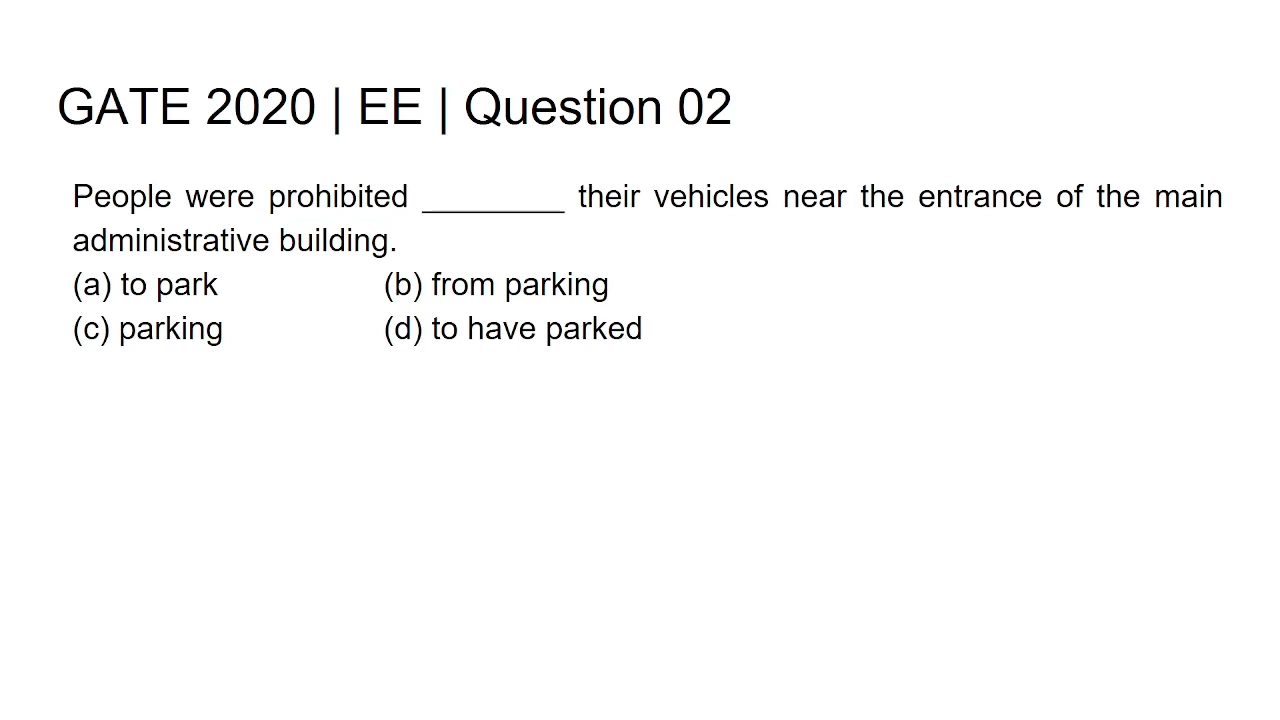 GATE 2020 | EE | Question 02
People were prohibited ________ their vehicles near the entrance of the main
administrative building.
(a) to park (b) from parking
(c) parking (d) to have parked